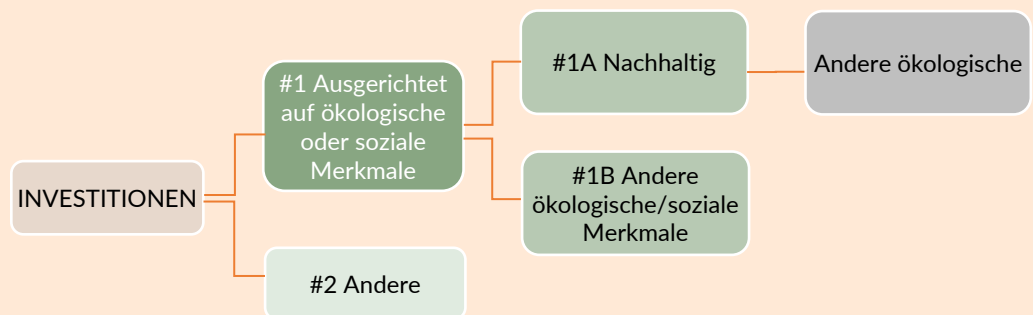 INVESTITIONEN
#1 Ausgerichtet
auf ökologische
oder soziale
Merkmale
#2 Andere
#1A Nachhaltig
#1B Andere
ökologische/soziale
Merkmale
Andere ökologische